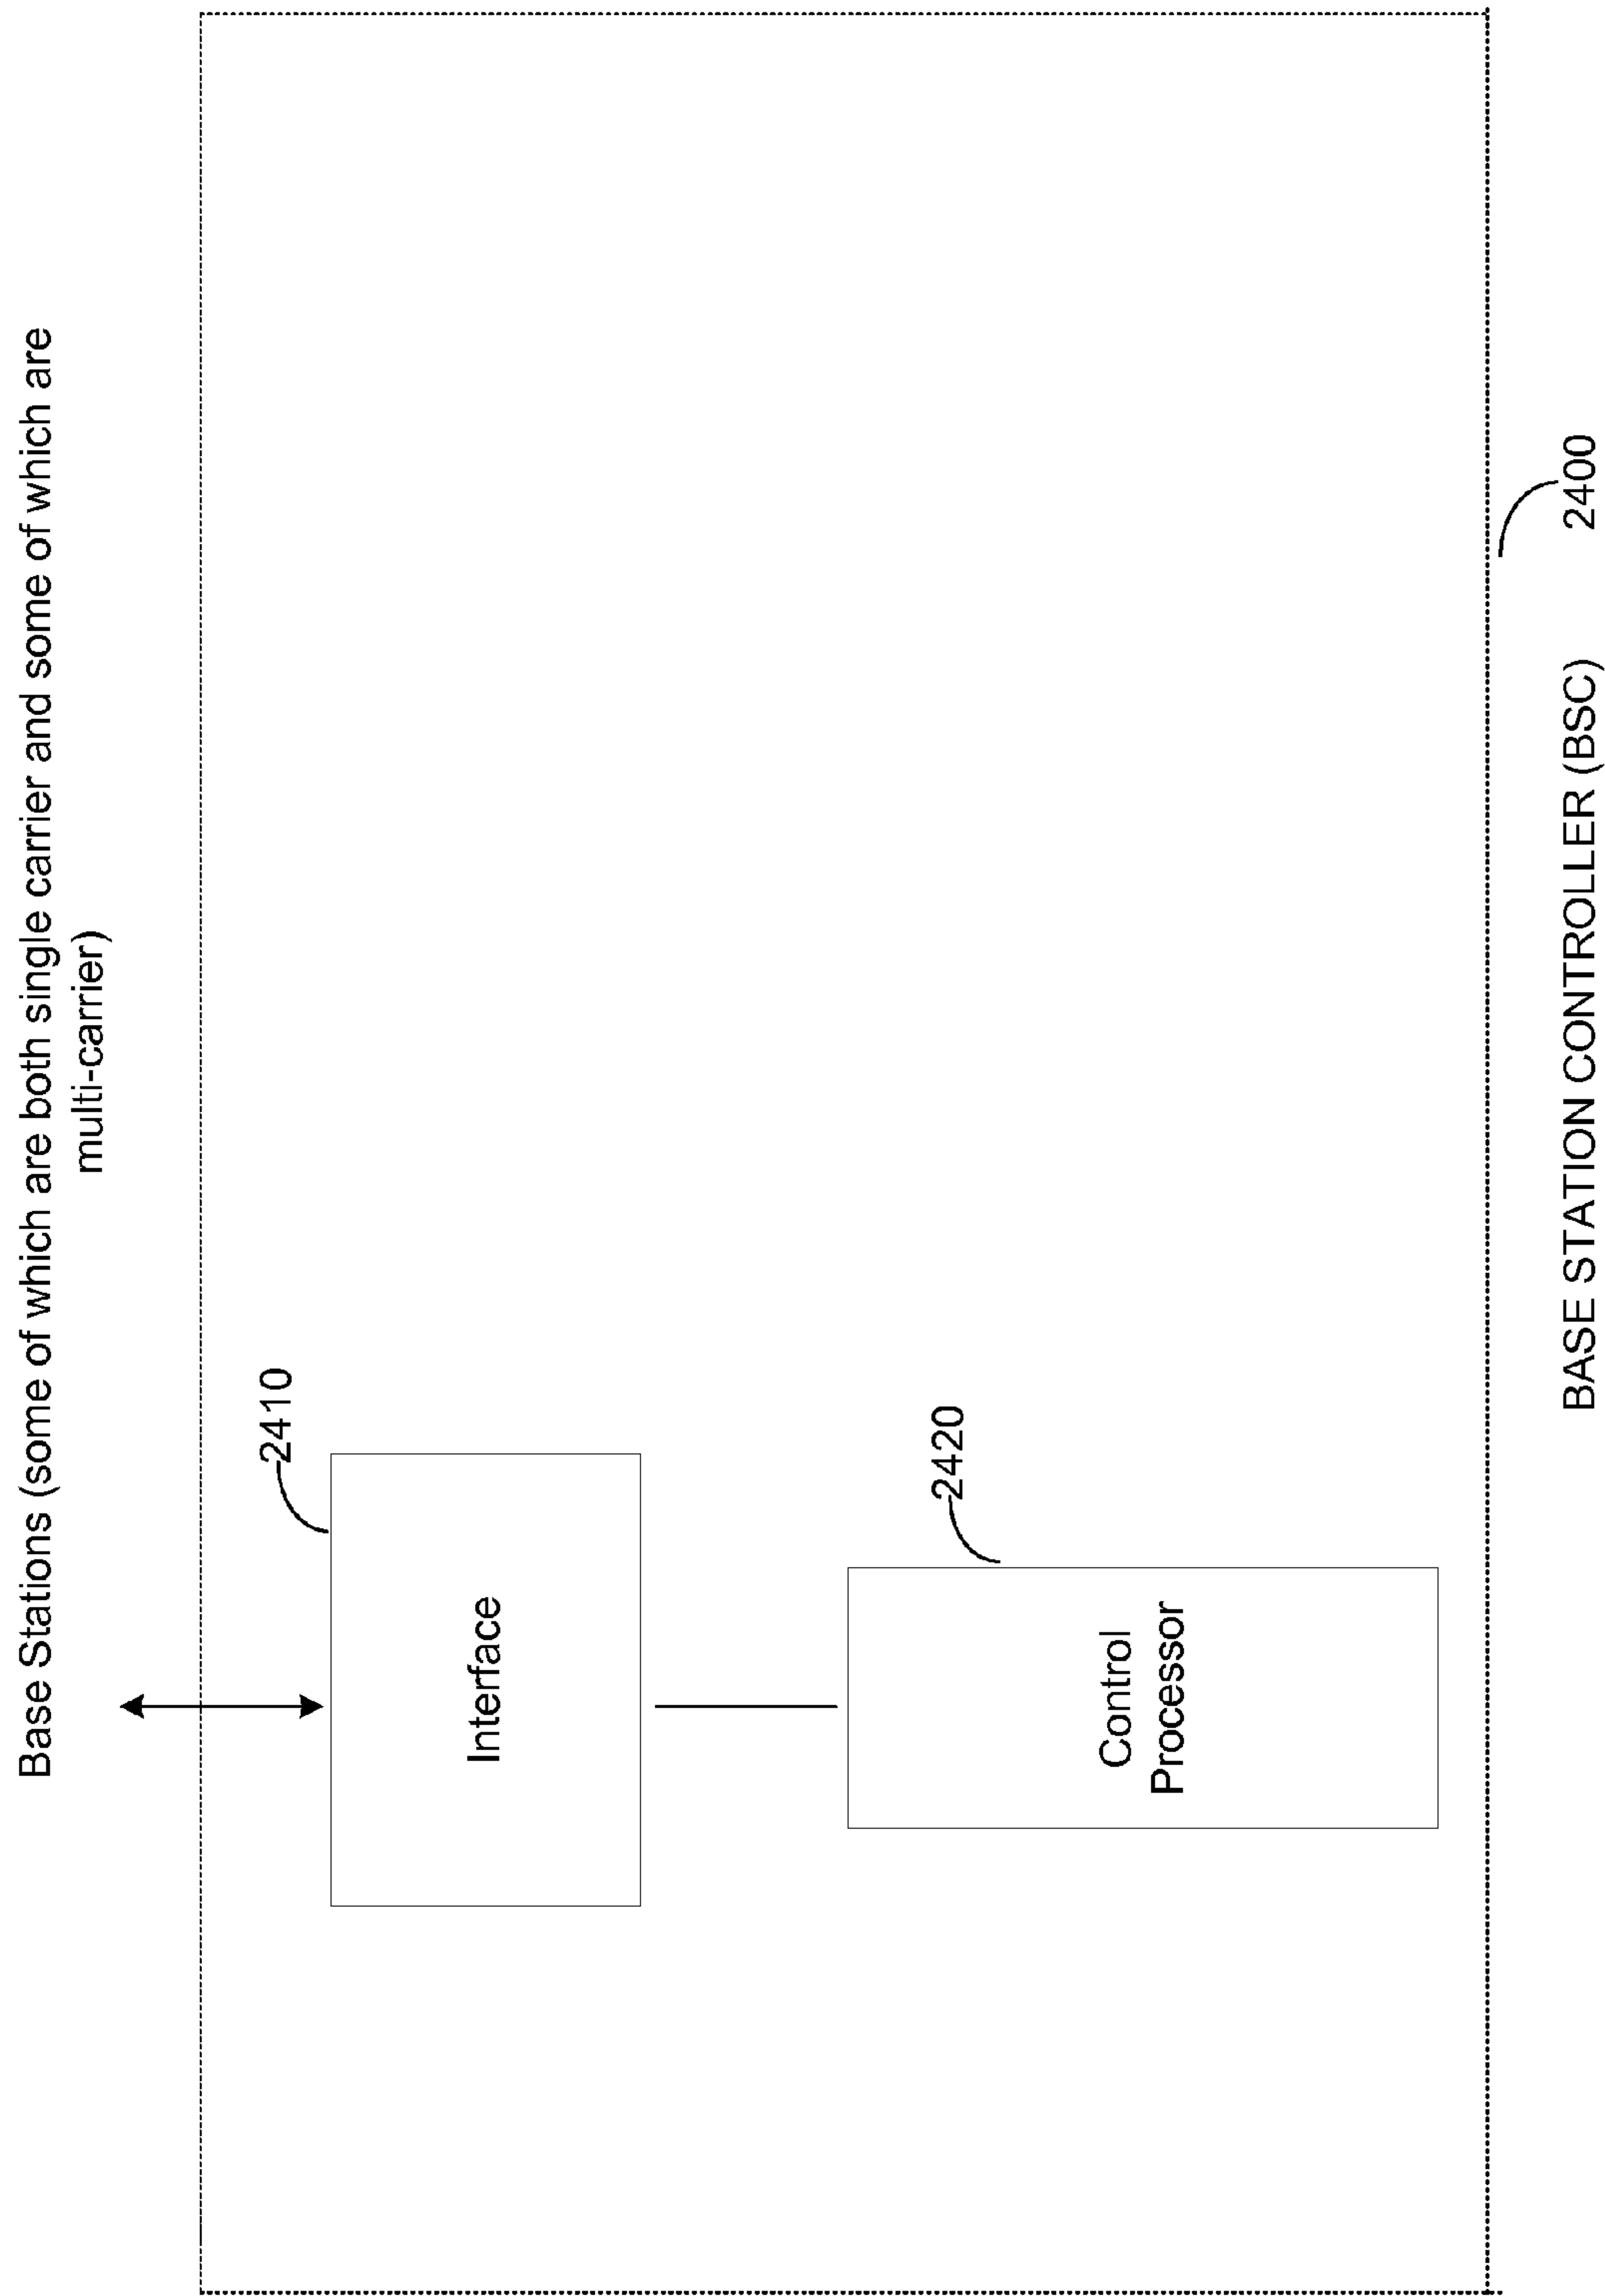 Base Stations (some of which are both single carrier and some of which are
multi-carrier)
2410
Interface
2420
Control
Processor
2400
BASE STATION CONTROLLER (BSC)